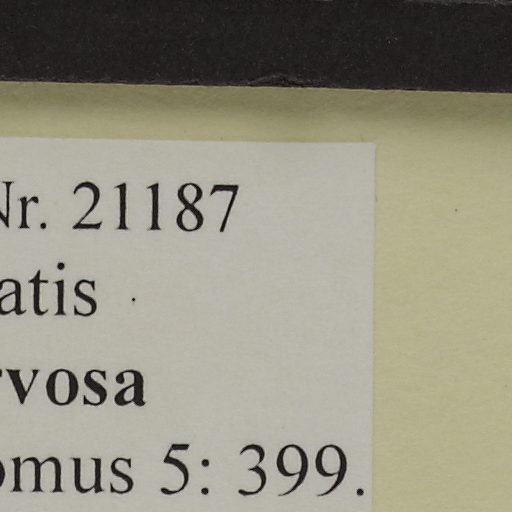 Nr. 21187
atis
rvosa
omus 5: 399.